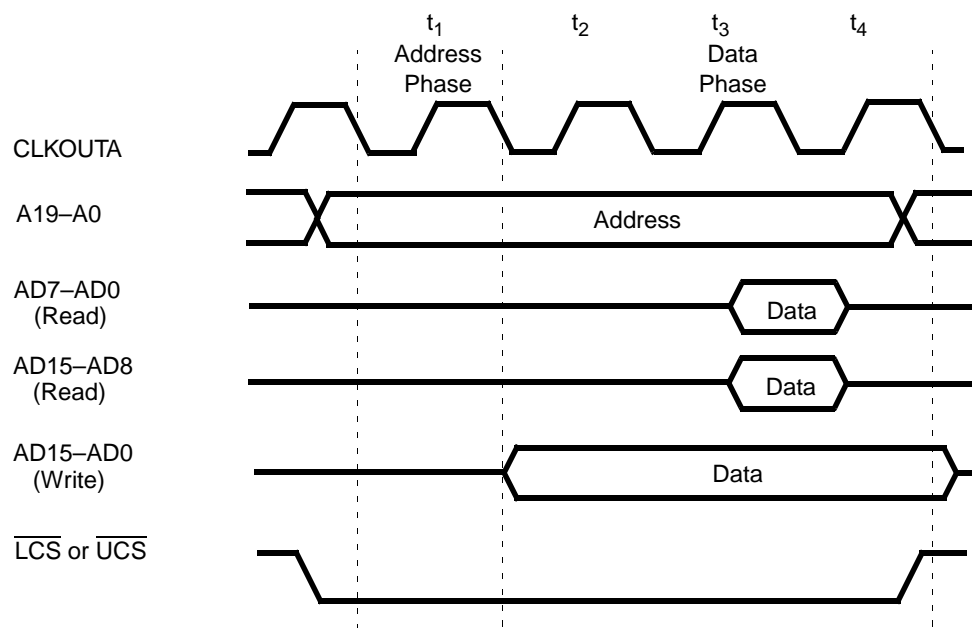 t1 t2 t3 t4
Address Data
Phase Phase
CLKOUTA
A19–A0
Address
AD7–AD0
(Read)
Data
AD15–AD8
(Read)
Data
AD15–AD0
(Write)
Data
LCS or UCS